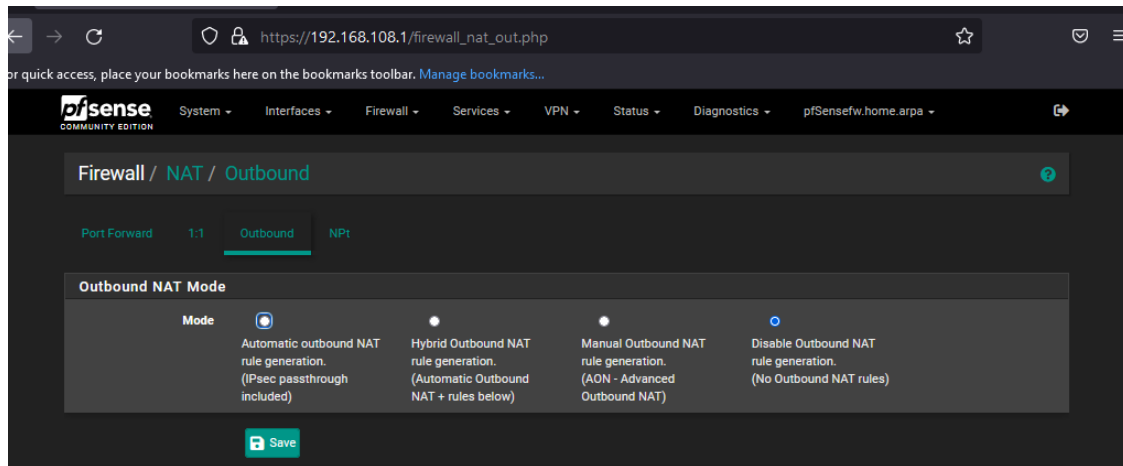 https://192.168.108.1/firewall_nat_out.php
or quick access, place your bookmarks here on the bookmarks toolbar. Manage bookmarks...
pfsense
COMMUNITY EDITION
System
Interfaces
Firewall
Services
VPN
Status
Diagnostics
pfSensefw.home.arpa
Firewall / NAT / Outbound
Port Forward
1:1
Outbound
NPt
Outbound NAT Mode
Mode
Automatic outbound NAT
rule generation.
(IPsec passthrough
included)
Hybrid Outbound NAT
rule generation.
(Automatic Outbound
NAT + rules below)
Manual Outbound NAT
rule generation.
(AON - Advanced
Outbound NAT)
Disable Outbound NAT
rule generation.
(No Outbound NAT rules)
Save